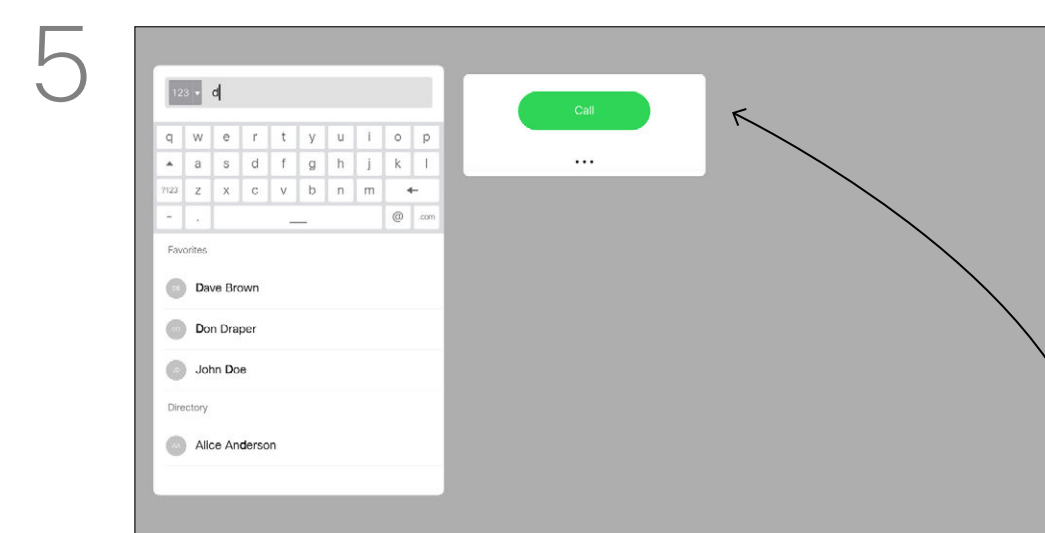 5
123 d
Call
q w e r t y u i o p
a s d f g h j k l
?123 z x c v b n m
- . @ .com
Favorites
Dave Brown
Don Draper
John Doe
Directory
Alice Anderson